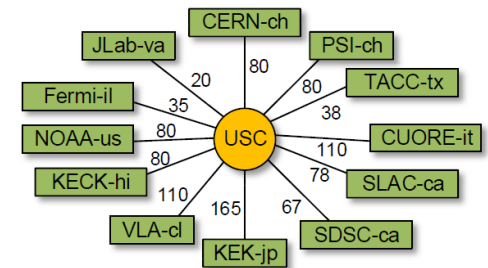 CERN-ch
JLab-va
PSI-ch
80
20
80
TACC-tx
Fermi-il
35
38
NOAA-us
80
USC
CUORE-it
110
80
KECK-hi
78
SLAC-ca
110
165
67
VLA-cl
SDSC-ca
KEK-jp